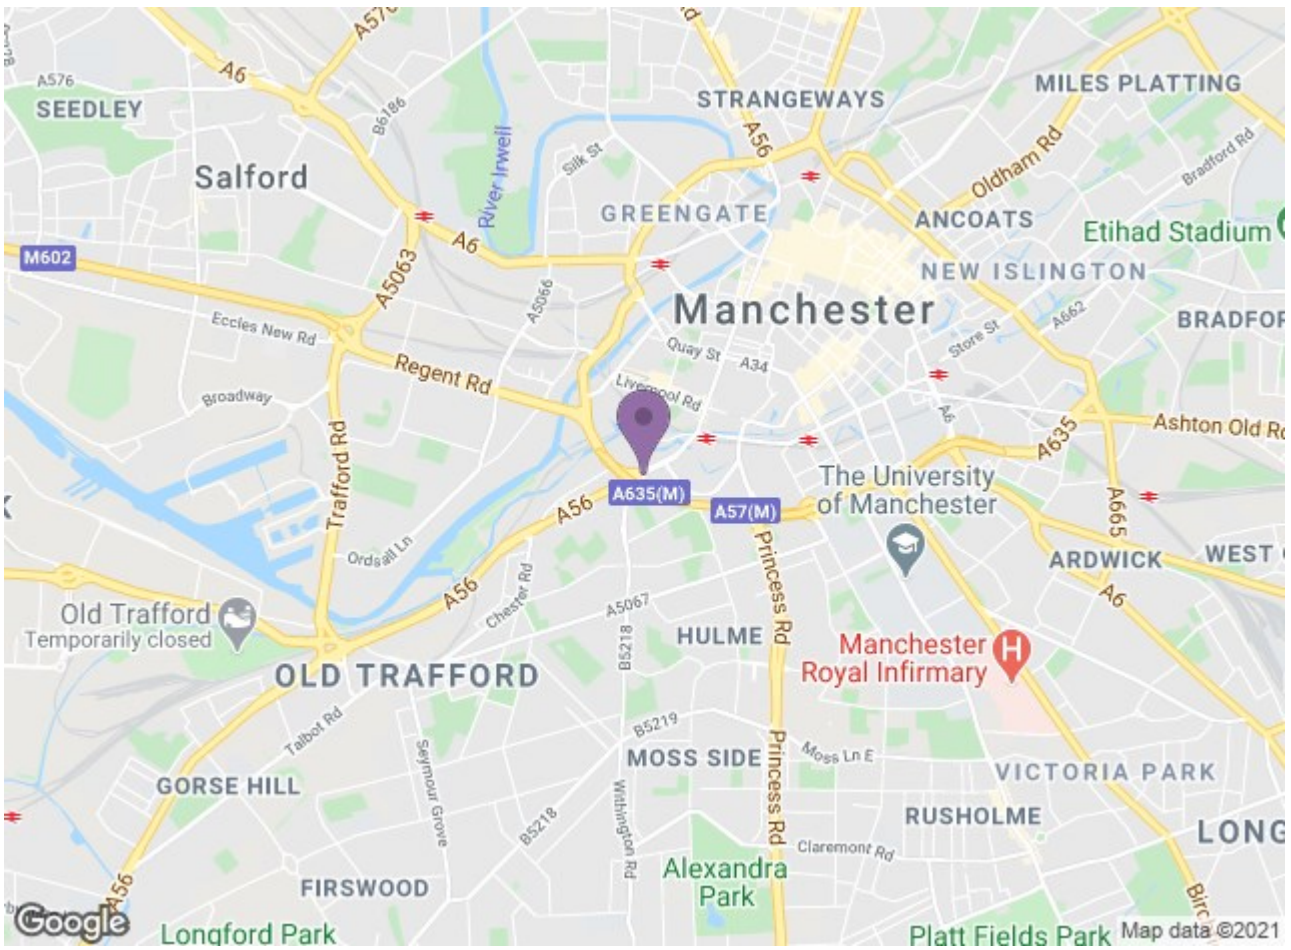 A576
A6
A576
SEEDLEY
B6186
STRANGEWAYS
MILES PLATTING
A56
Oldham Rd
Bradford Rd
Salford
River Irwell
Silk St
GREENGATE
ANCOATS
Etihad Stadium
M602
A6
A5063
A5066
NEW ISLINGTON
Manchester
A662
Store St
BRADFOR
Eccles New Rd
Quay St
A34
Regent Rd
Liverpool Rd
Broadway
A6
Trafford Rd
A635
Ashton Old Rd
The University
of Manchester
A635(M)
A57(M)
A56
A665
Ordsall Ln
Princess Rd
ARDWICK
WEST
A56
Chester Rd
A5067
A6
Old Trafford
Temporarily closed
HULME
B5218
Manchester
Royal Infirmary
H
OLD TRAFFORD
Talbot Rd
B5219
MOSS SIDE
Moss Ln E
Princess Rd
VICTORIA PARK
GORSE HILL
Seymour Grove
Withington Rd
B5218
RUSHOLME
LONG
Claremont Rd
Alexandra
Park
A56
FIRSWOOD
Birc
Google
Longford Park
Platt Fields Park
Map data ©2021